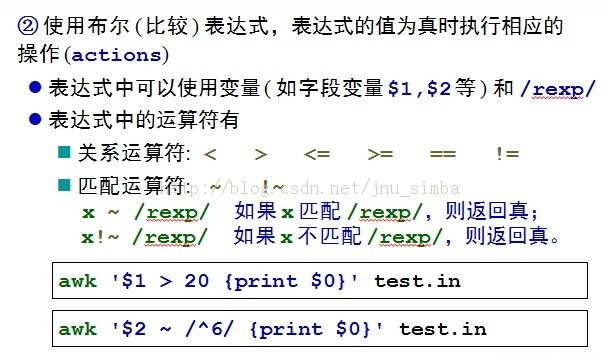 ② 使用布尔(比较)表达式，表达式的值为真时执行相应的
操作(actions)
● 表达式中可以使用变量(如字段变量$1,$2等)和 /rexp/
● 表达式中的运算符有
■ 关系运算符: < > <= >= == !=
■ 匹配运算符: ~ !~
http://blog.csdn.net/jnu_simba
x ~ /rexp/ 如果x匹配/rexp/，则返回真；
x!~ /rexp/ 如果x不匹配/rexp/，则返回真。
awk '$1 > 20 {print $0}' test.in
awk '$2 ~ /^6/ {print $0}' test.in